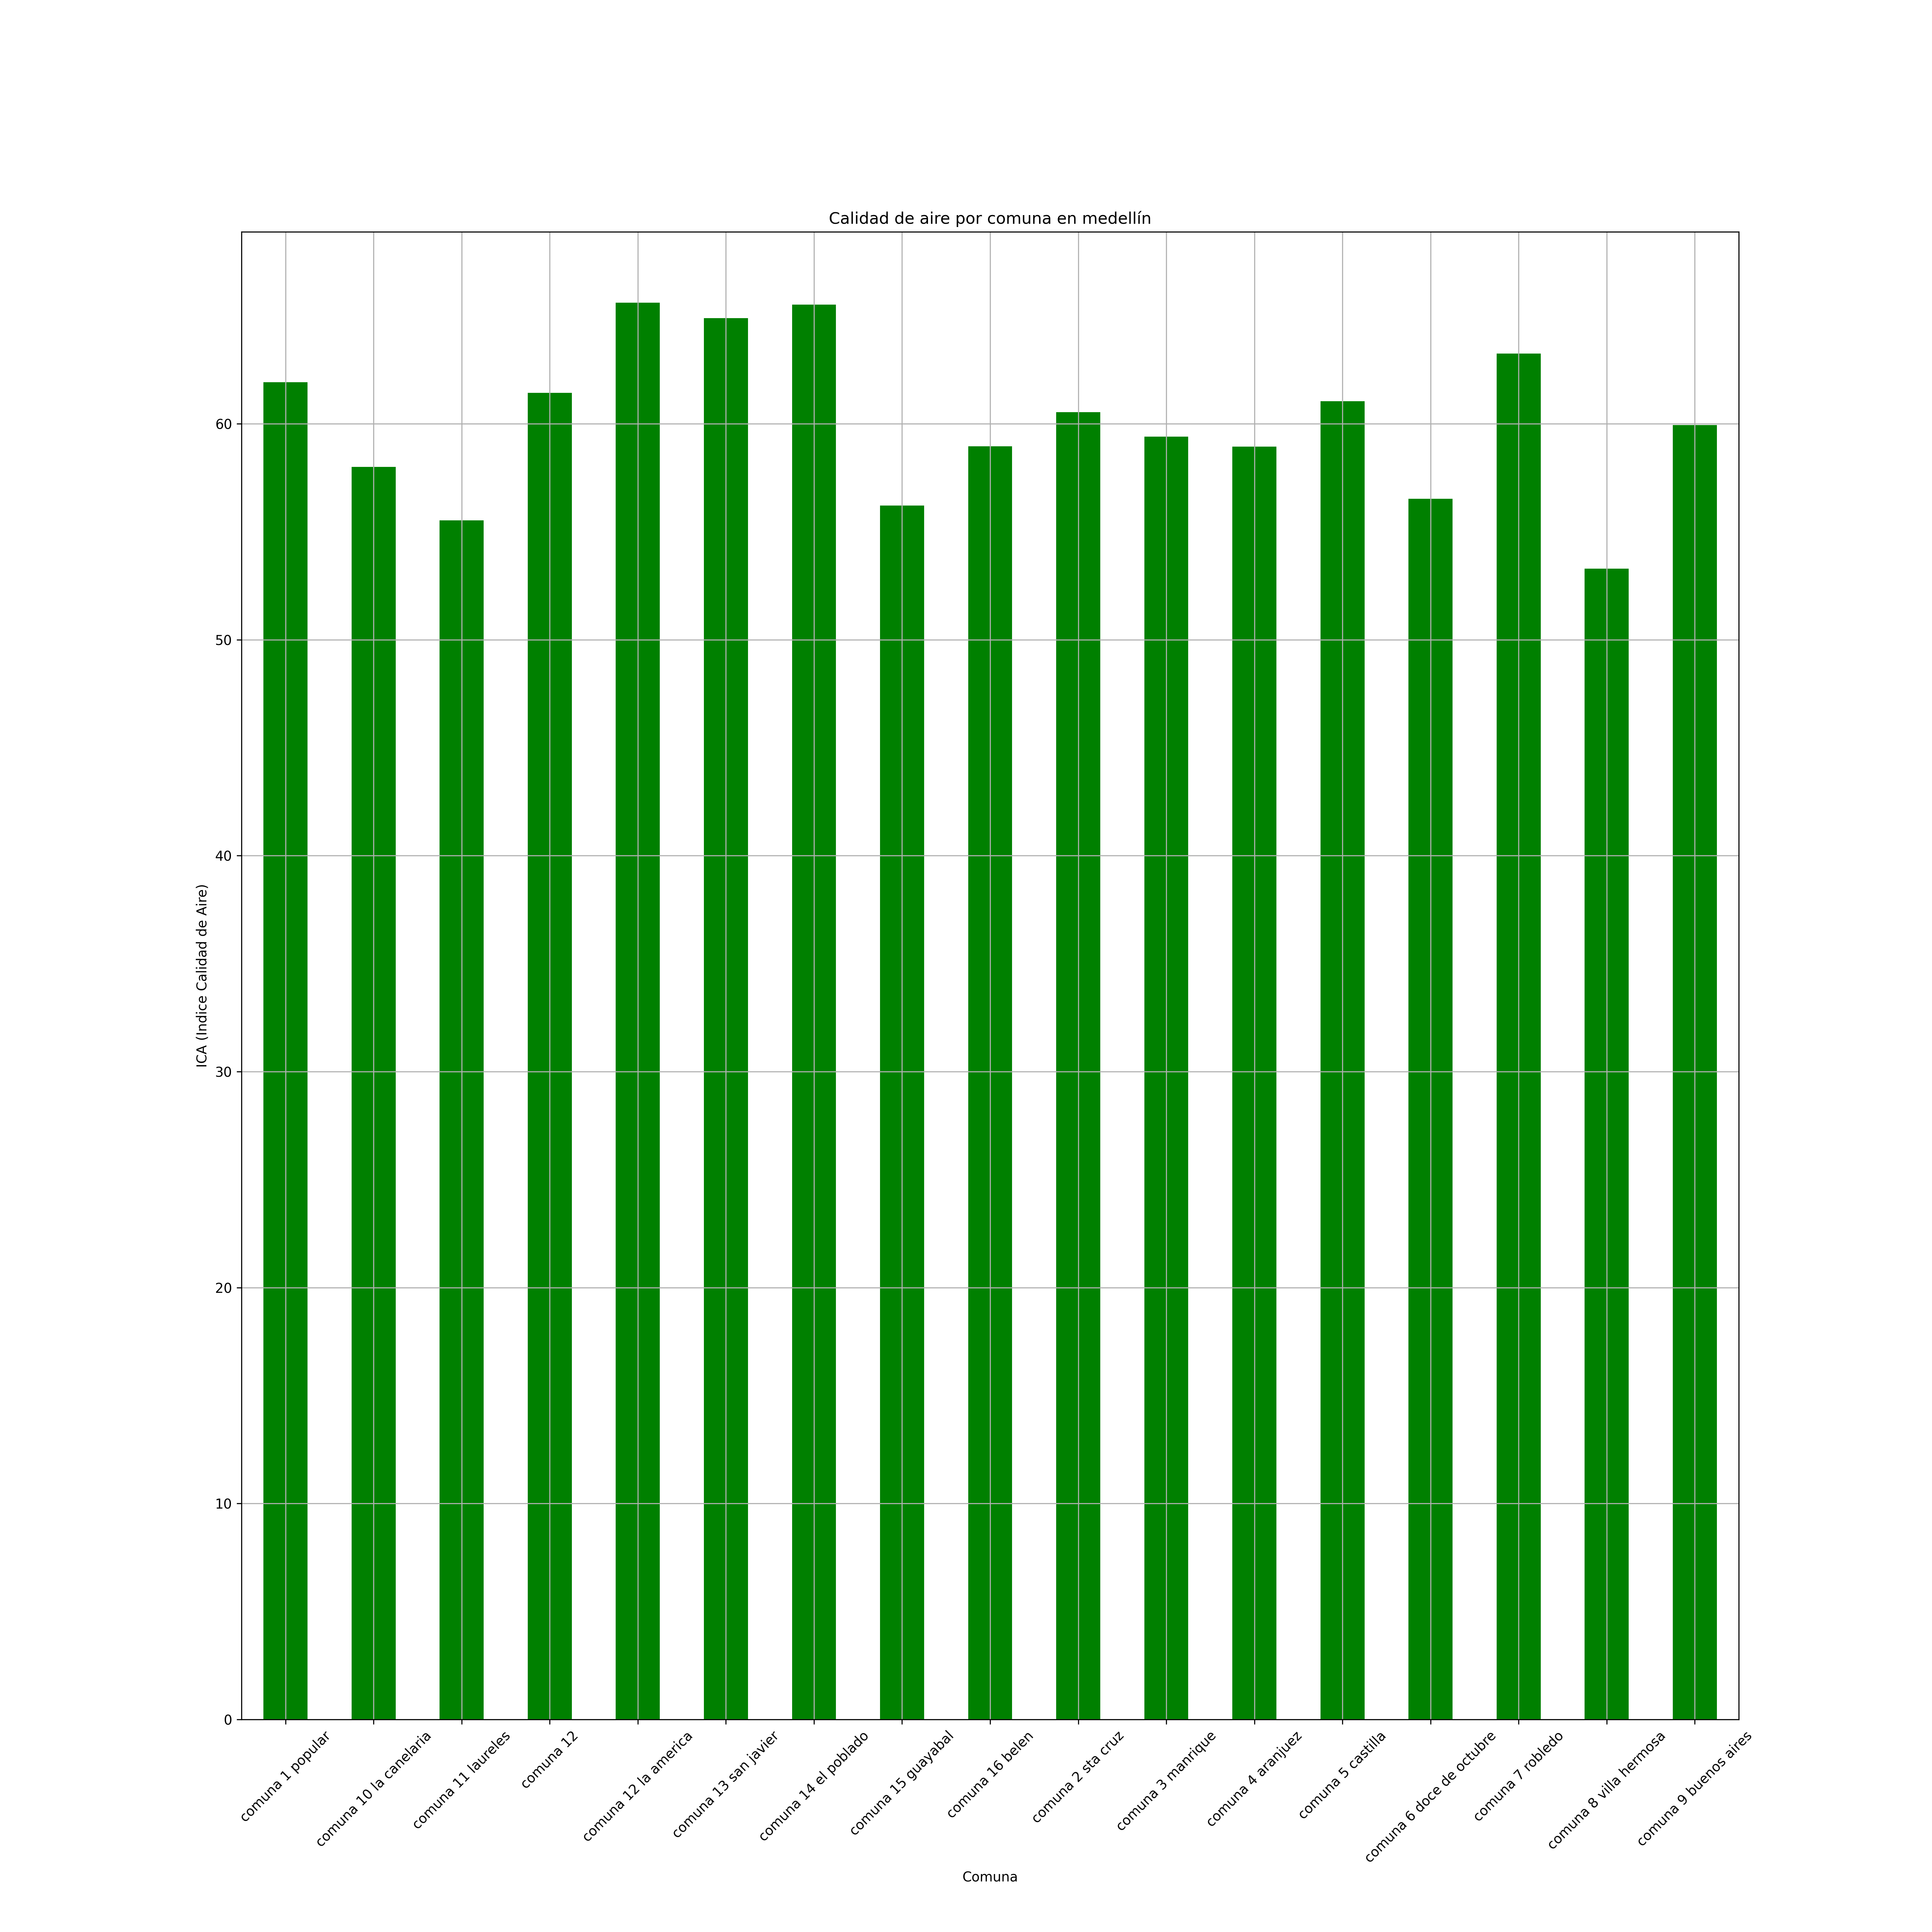 Calidad de aire por comuna en medellín
ICA (Indice Calidad de Aire)
60
50
40
30
20
10
0
comuna 1 popular
comuna 10 la canelaria
comuna 11 laureles
comuna 12
comuna 12 la america
comuna 13 san javier
comuna 14 el poblado
comuna 15 guayabal
comuna 16 belen
comuna 2 sta cruz
comuna 3 manrique
comuna 4 aranjuez
comuna 5 castilla
comuna 6 doce de octubre
comuna 7 robledo
comuna 8 villa hermosa
comuna 9 buenos aires
Comuna